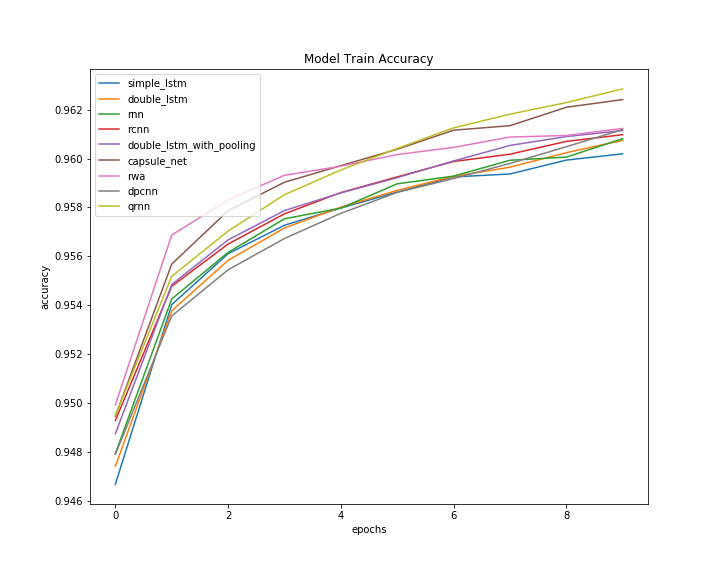 Model Train Accuracy
simple_lstm
double_lstm
rnn
rcnn
double_lstm_with_pooling
capsule_net
rwa
dpcnn
qrnn
0.962
0.960
0.958
0.956
0.954
0.952
0.950
0.948
0.946
accuracy
0 2 4 6 8
epochs